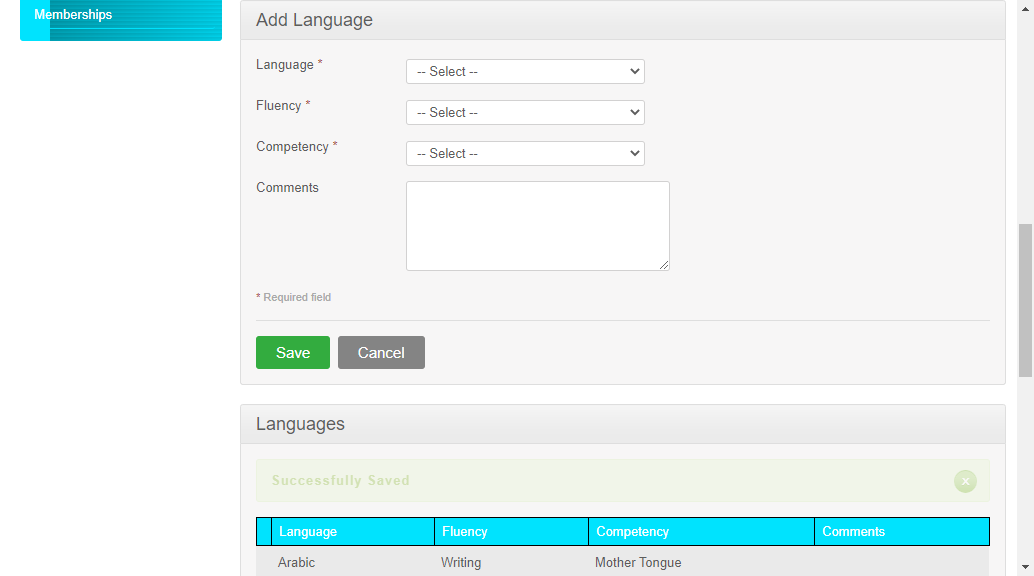 Memberships
Add Language
Language *
-- Select --
Fluency *
-- Select --
Competency *
-- Select --
Comments
* Required field
Save Cancel
Languages
Successfully Saved
Language Fluency Competency Comments
Arabic Writing Mother Tongue